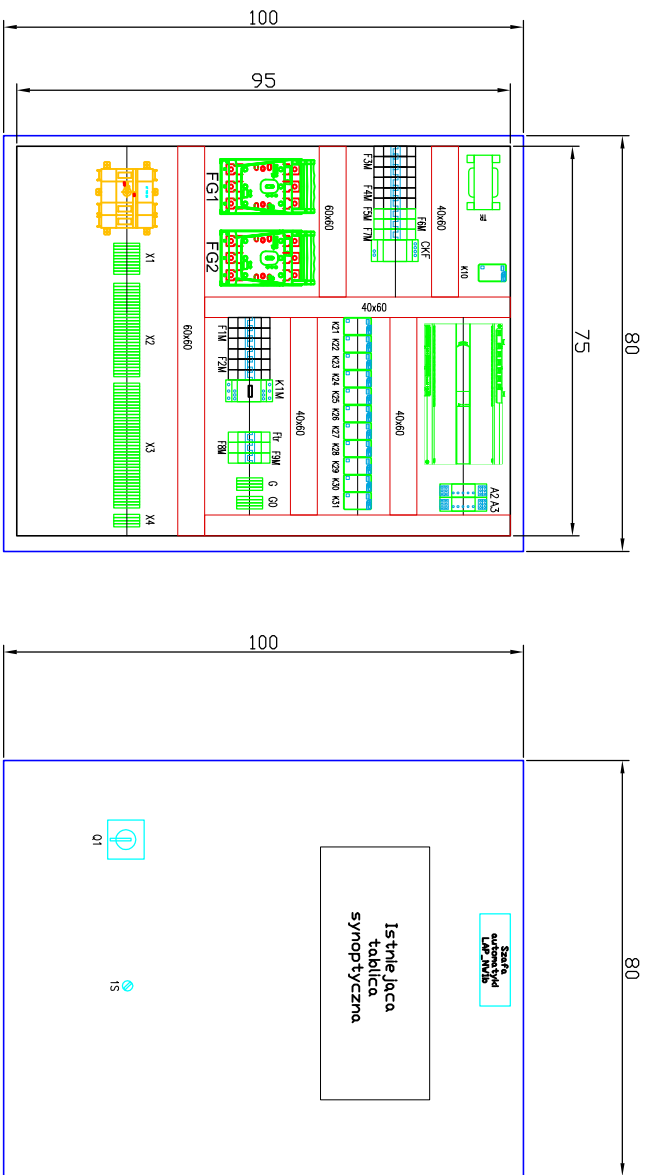 100
95
80
75
TR
K10
40x60
F3M
F4M
F5M
F7M
F6M
CKF
60x60
FG1
FG2
40x60
X1
X2
X3
X4
60x60
F1M
F2M
K1M
Ftr
F8M
F9M
G
G0
40x60
K21
K22
K23
K24
K25
K26
K27
K28
K29
K30
K31
40x60
A2
A3
100
80
Szafa
automatyki
LAP_NW1b
Istniejąca
tablica
synoptyczna
Q1
1S